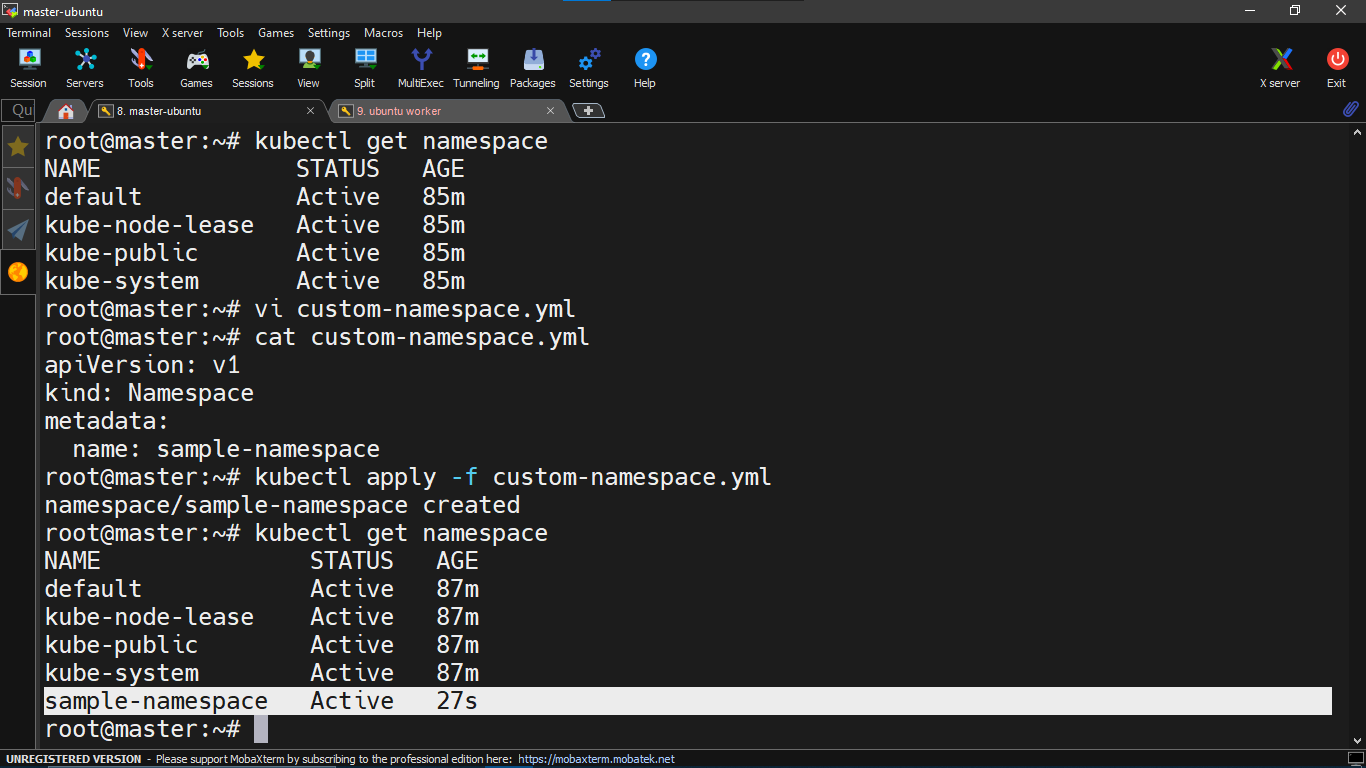 master-ubuntu
Terminal Sessions View X server Tools Games Settings Macros Help
Session Servers Tools Games Sessions View Split MultiExec Tunneling Packages Settings Help X server Exit
Qu 8. master-ubuntu 9. ubuntu worker
root@master:~# kubectl get namespace
NAME              STATUS   AGE
default           Active   85m
kube-node-lease   Active   85m
kube-public       Active   85m
kube-system       Active   85m
root@master:~# vi custom-namespace.yml
root@master:~# cat custom-namespace.yml
apiVersion: v1
kind: Namespace
metadata:
  name: sample-namespace
root@master:~# kubectl apply -f custom-namespace.yml
namespace/sample-namespace created
root@master:~# kubectl get namespace
NAME               STATUS   AGE
default            Active   87m
kube-node-lease    Active   87m
kube-public        Active   87m
kube-system        Active   87m
sample-namespace   Active   27s
root@master:~#
UNREGISTERED VERSION - Please support MobaXterm by subscribing to the professional edition here: https://mobaxterm.mobatek.net